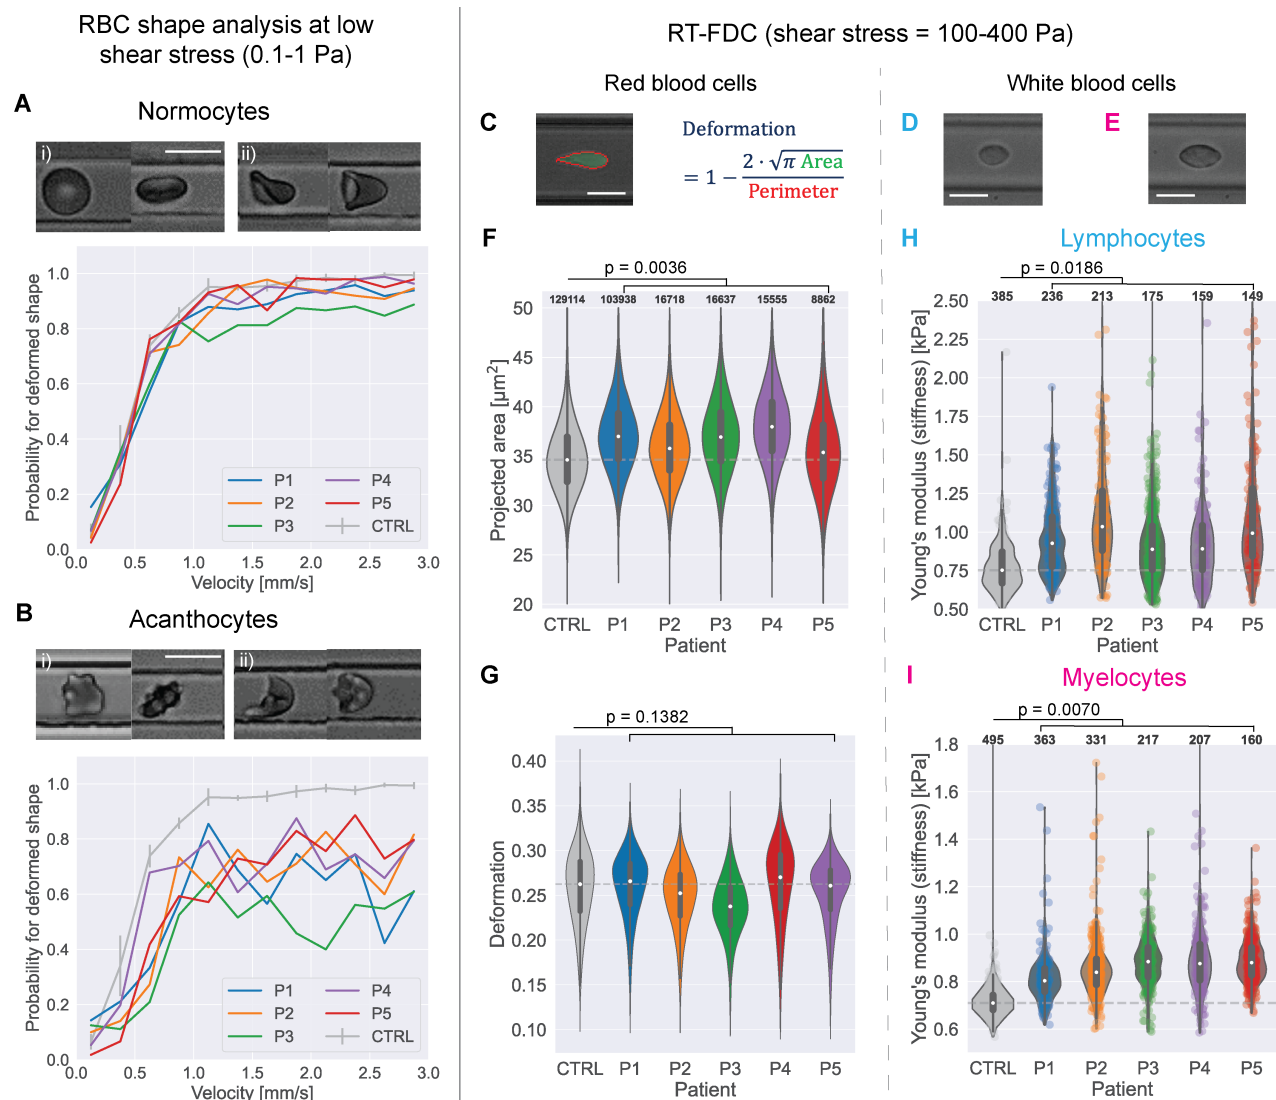 RBC shape analysis at low
shear stress (0.1-1 Pa)
RT-FDC (shear stress = 100-400 Pa)
A
Normocytes
i)
ii)
Probability for deformed shape
1.0
0.8
0.6
0.4
0.2
0.0
P1
P2
P3
P4
P5
CTRL
0.0
0.5
1.0
1.5
2.0
2.5
3.0
Velocity [mm/s]
B
Acanthocytes
i)
ii)
Probability for deformed shape
1.0
0.8
0.6
0.4
0.2
0.0
P1
P2
P3
P4
P5
CTRL
0.0
0.5
1.0
1.5
2.0
2.5
3.0
Velocity [mm/s]
Red blood cells
C
Deformation
= 1 − 2 · √π Area
Perimeter
White blood cells
D
E
F
p = 0.0036
129114 103938 16718 16637 15555 8862
Projected area [μm²]
50
45
40
35
30
25
20
CTRL P1 P2 P3 P4 P5
Patient
G
p = 0.1382
Deformation
0.40
0.35
0.30
0.25
0.20
0.15
0.10
CTRL P1 P2 P3 P4 P5
Patient
H
Lymphocytes
p = 0.0186
385 236 213 175 159 149
Young's modulus (stiffness) [kPa]
2.50
2.25
2.00
1.75
1.50
1.25
1.00
0.75
0.50
CTRL P1 P2 P3 P4 P5
Patient
I
Myelocytes
p = 0.0070
495 363 331 217 207 160
Young's modulus (stiffness) [kPa]
1.8
1.6
1.4
1.2
1.0
0.8
0.6
CTRL P1 P2 P3 P4 P5
Patient